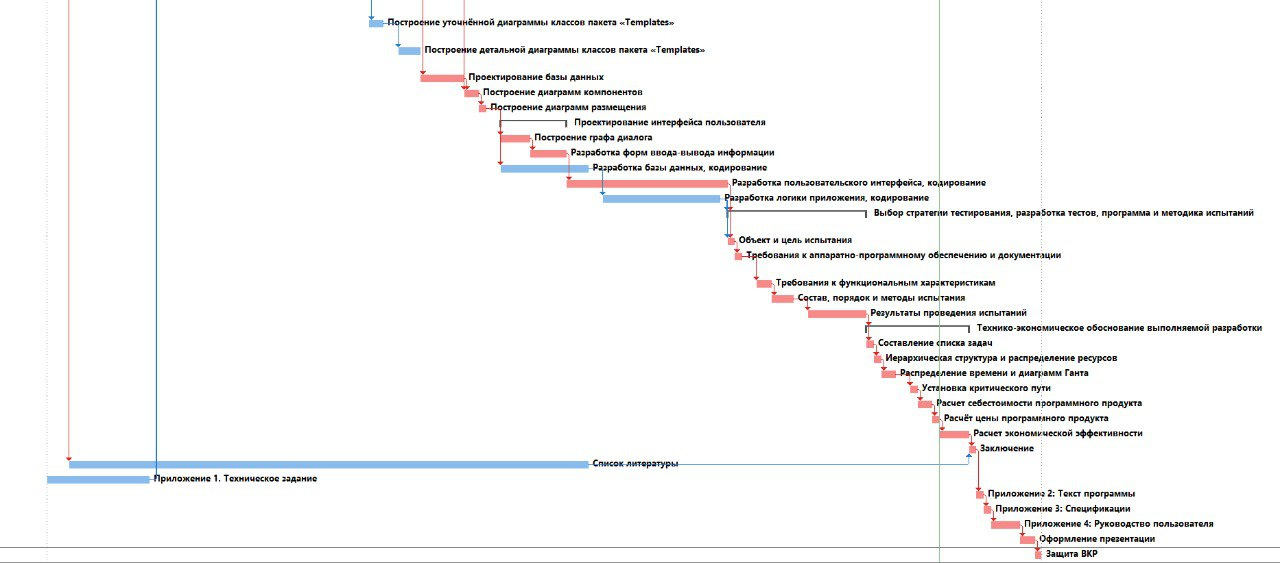 Построение уточнённой диаграммы классов пакета «Templates»
Построение детальной диаграммы классов пакета «Templates»
Проектирование базы данных
Построение диаграмм компонентов
Построение диаграмм размещения
Проектирование интерфейса пользователя
Построение графа диалога
Разработка форм ввода-вывода информации
Разработка базы данных, кодирование
Разработка пользовательского интерфейса, кодирование
Разработка логики приложения, кодирование
Выбор стратегии тестирования, разработка тестов, программа и методика испытаний
Объект и цель испытания
Требования к аппаратно-программному обеспечению и документации
Требования к функциональным характеристикам
Состав, порядок и методы испытания
Результаты проведения испытаний
Технико-экономическое обоснование выполняемой разработки
Составление списка задач
Иерархическая структура и распределение ресурсов
Распределение времени и диаграмм Ганта
Установка критического пути
Расчет себестоимости программного продукта
Расчёт цены программного продукта
Расчет экономической эффективности
Заключение
Список литературы
Приложение 1. Техническое задание
Приложение 2: Текст программы
Приложение 3: Спецификации
Приложение 4: Руководство пользователя
Оформление презентации
Защита ВКР